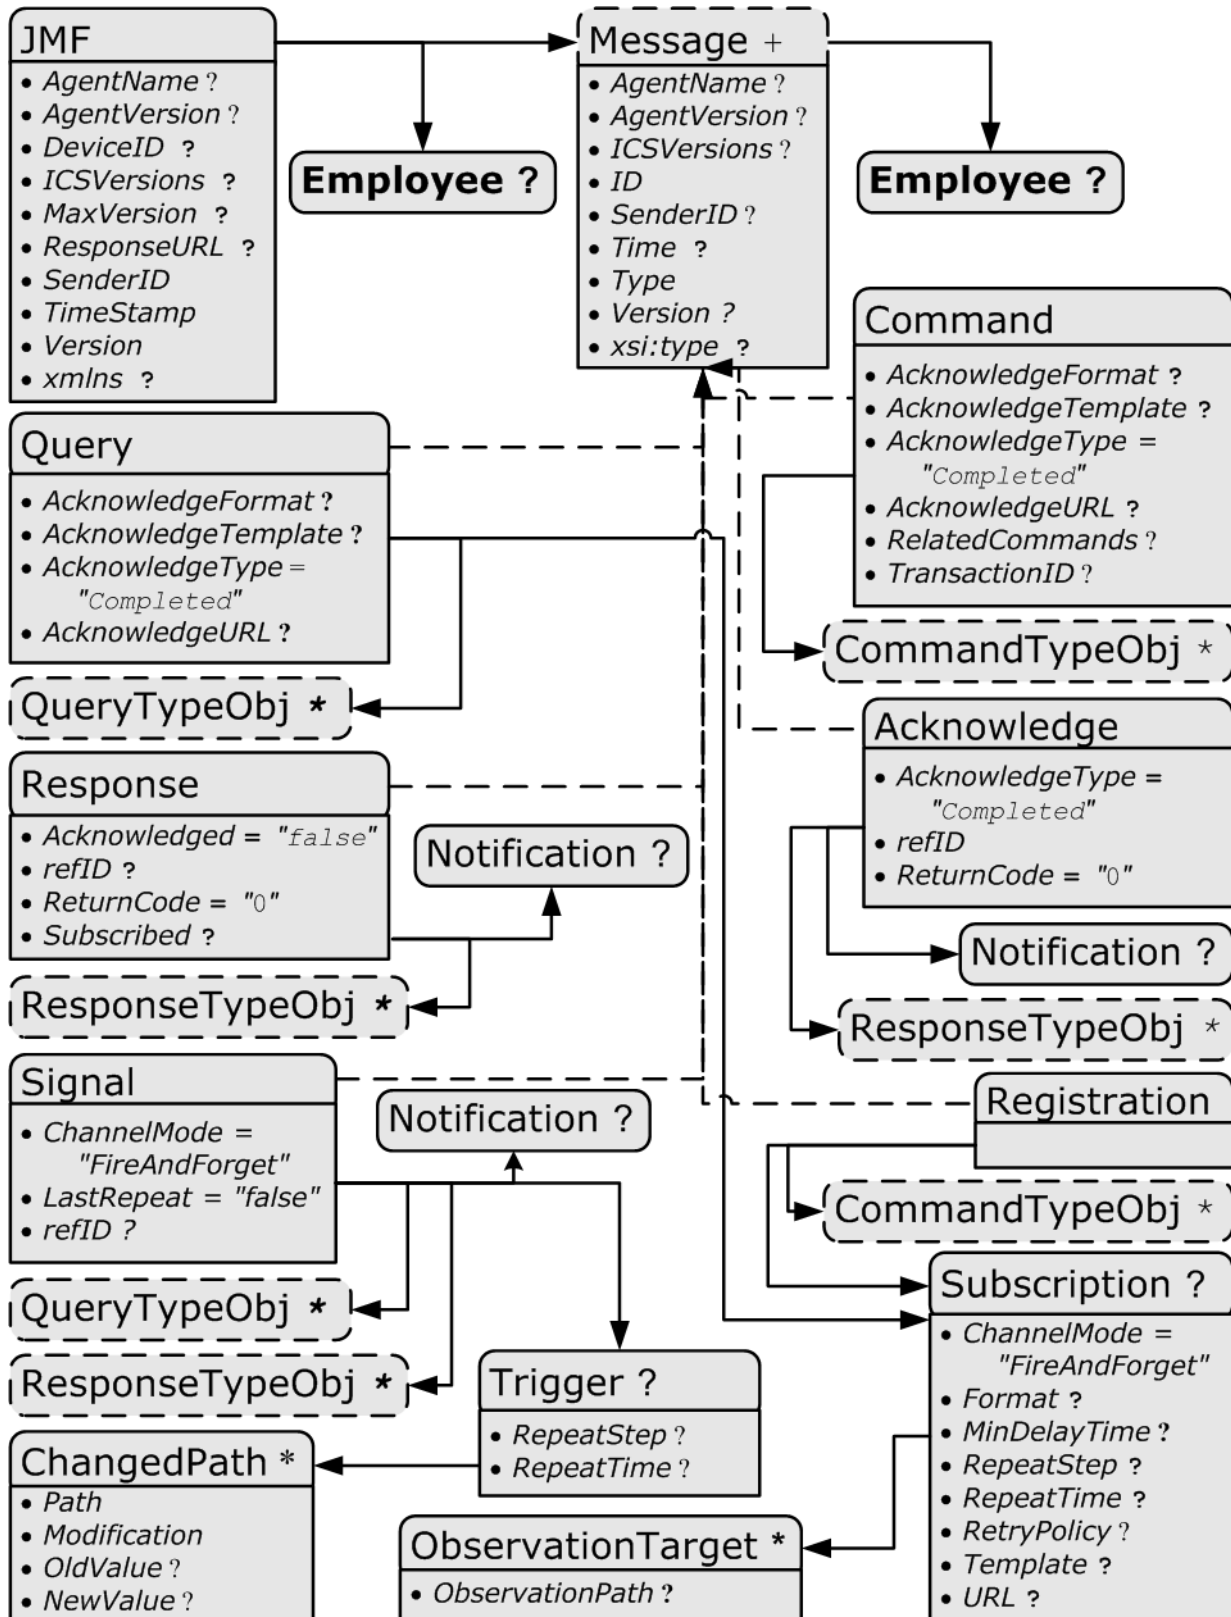 JMF
• AgentName ?
• AgentVersion ?
• DeviceID ?
• ICSVersions ?
• MaxVersion ?
• ResponseURL ?
• SenderID
• TimeStamp
• Version
• xmlns ?
Message +
• AgentName ?
• AgentVersion ?
• ICSVersions ?
• ID
• SenderID ?
• Time ?
• Type
• Version ?
• xsi:type ?
Employee ?
Employee ?
Command
• AcknowledgeFormat ?
• AcknowledgeTemplate ?
• AcknowledgeType =
"Completed"
• AcknowledgeURL ?
• RelatedCommands ?
• TransactionID ?
CommandTypeObj *
Query
• AcknowledgeFormat ?
• AcknowledgeTemplate ?
• AcknowledgeType =
"Completed"
• AcknowledgeURL ?
QueryTypeObj *
Acknowledge
• AcknowledgeType =
"Completed"
• refID
• ReturnCode = "0"
Notification ?
ResponseTypeObj *
Response
• Acknowledged = "false"
• refID ?
• ReturnCode = "0"
• Subscribed ?
Notification ?
ResponseTypeObj *
Signal
• ChannelMode =
"FireAndForget"
• LastRepeat = "false"
• refID ?
Notification ?
QueryTypeObj *
ResponseTypeObj *
Registration
CommandTypeObj *
Subscription ?
• ChannelMode =
"FireAndForget"
• Format ?
• MinDelayTime ?
• RepeatStep ?
• RepeatTime ?
• RetryPolicy ?
• Template ?
• URL ?
Trigger ?
• RepeatStep ?
• RepeatTime ?
ChangedPath *
• Path
• Modification
• OldValue ?
• NewValue ?
ObservationTarget *
• ObservationPath ?